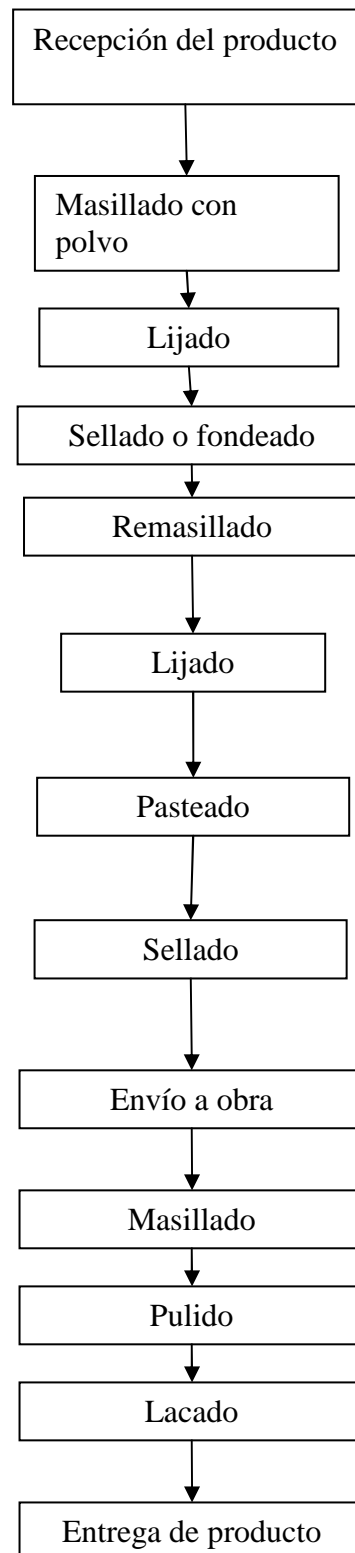 Recepción del producto
Masillado con
polvo
Lijado
Sellado o fondeado
Remasillado
Lijado
Pasteado
Sellado
Envío a obra
Masillado
Pulido
Lacado
Entrega de producto